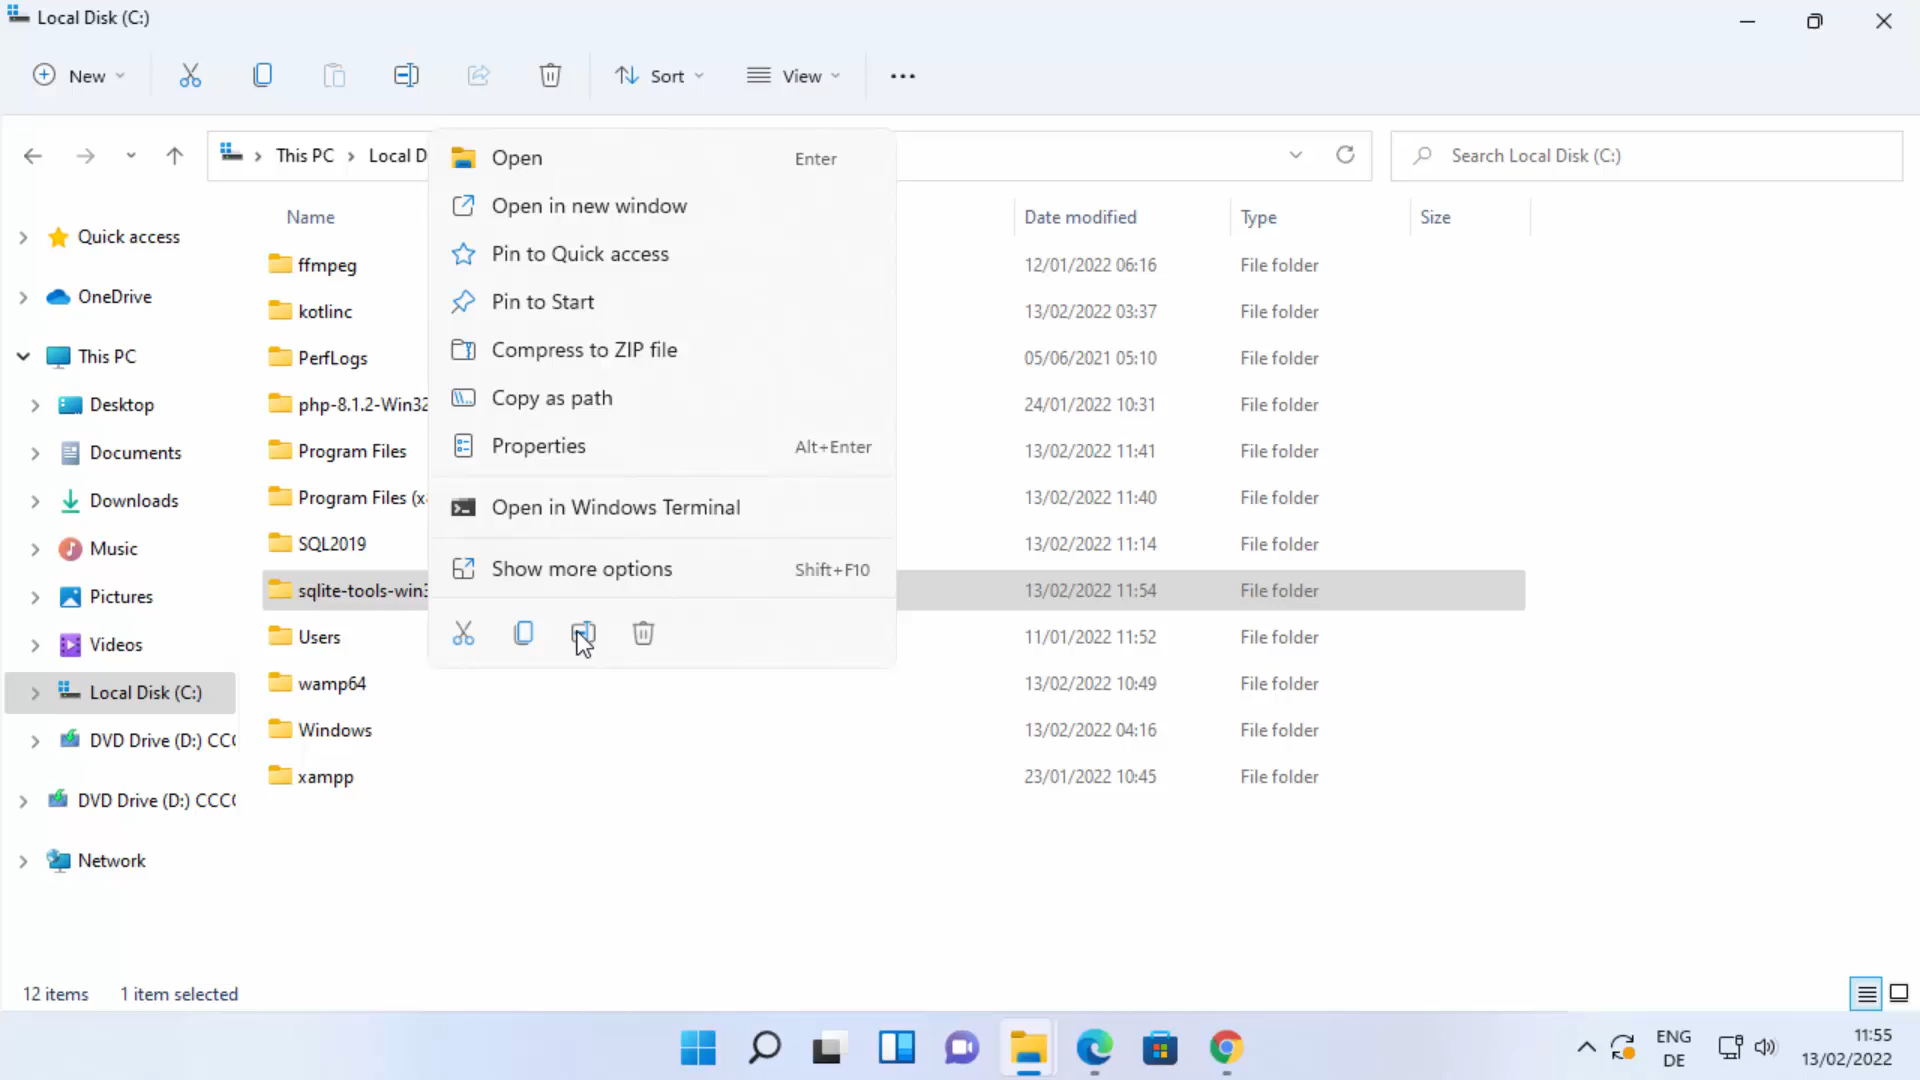 Local Disk (C:)
New
Sort
View
This PC
Local D
Search Local Disk (C:)
Open
Enter
Open in new window
Pin to Quick access
Pin to Start
Compress to ZIP file
Copy as path
Properties
Alt+Enter
Open in Windows Terminal
Show more options
Shift+F10
Quick access
OneDrive
This PC
Desktop
Documents
Downloads
Music
Pictures
Videos
Local Disk (C:)
DVD Drive (D:) CCC
DVD Drive (D:) CCC
Network
Name
Date modified
Type
Size
ffmpeg
12/01/2022 06:16
File folder
kotlinc
13/02/2022 03:37
File folder
PerfLogs
05/06/2021 05:10
File folder
php-8.1.2-Win32
24/01/2022 10:31
File folder
Program Files
13/02/2022 11:41
File folder
Program Files (x
13/02/2022 11:40
File folder
SQL2019
13/02/2022 11:14
File folder
sqlite-tools-win3
13/02/2022 11:54
File folder
Users
11/01/2022 11:52
File folder
wamp64
13/02/2022 10:49
File folder
Windows
13/02/2022 04:16
File folder
xampp
23/01/2022 10:45
File folder
12 items
1 item selected
ENG
DE
11:55
13/02/2022